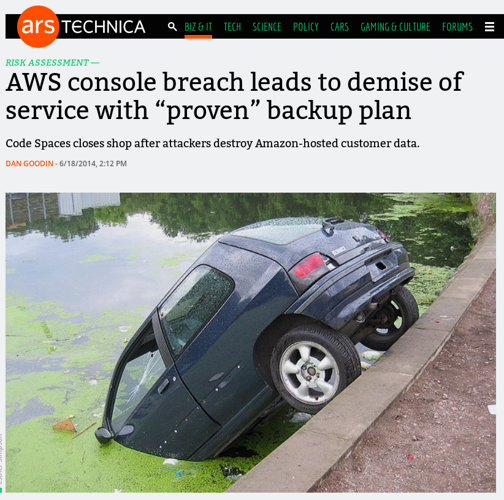 ars TECHNICA
BIZ & IT TECH SCIENCE POLICY CARS GAMING & CULTURE FORUMS
RISK ASSESSMENT —
AWS console breach leads to demise of
service with “proven” backup plan
Code Spaces closes shop after attackers destroy Amazon-hosted customer data.
DAN GOODIN - 6/18/2014, 2:12 PM